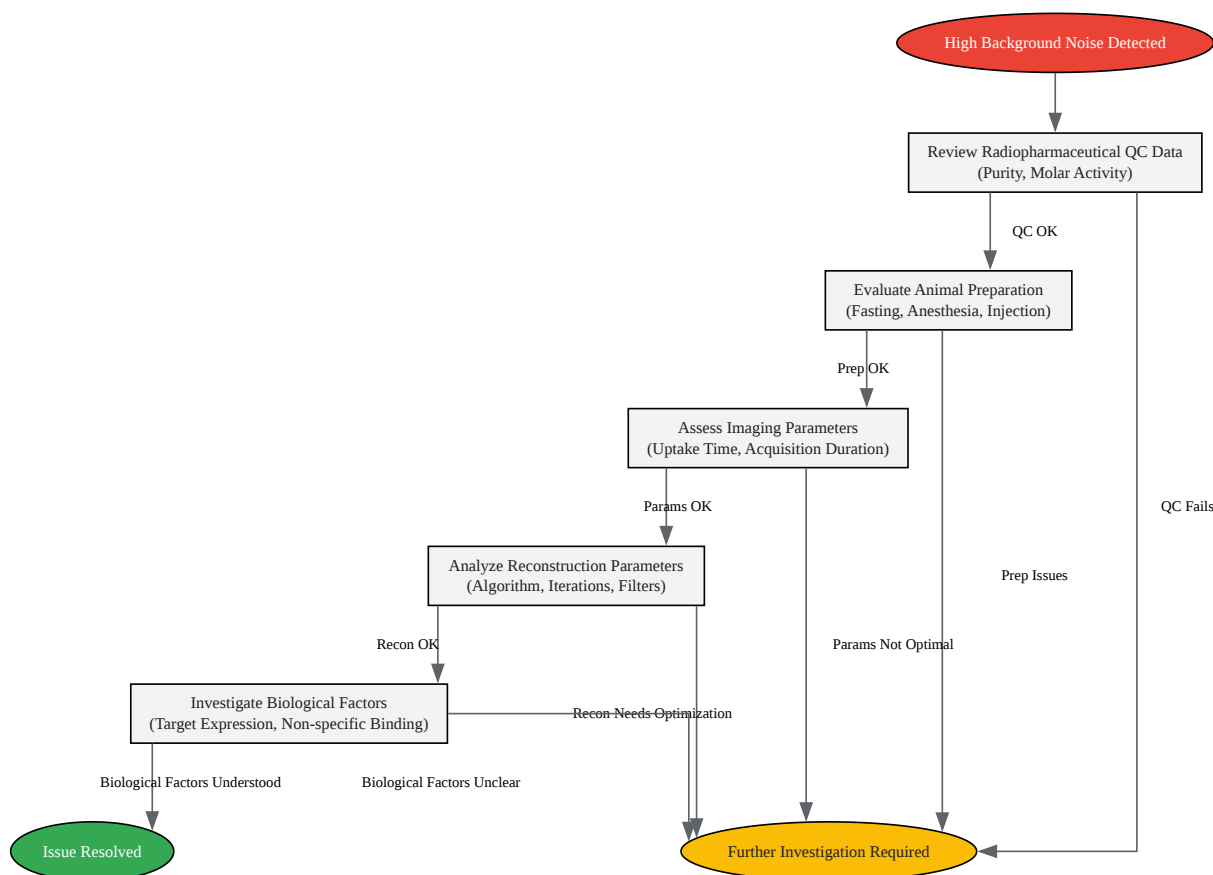 High Background Noise Detected
Review Radiopharmaceutical QC Data
(Purity, Molar Activity)
QC OK
Evaluate Animal Preparation
(Fasting, Anesthesia, Injection)
Prep OK
Assess Imaging Parameters
(Uptake Time, Acquisition Duration)
Params OK
QC Fails
Analyze Reconstruction Parameters
(Algorithm, Iterations, Filters)
Prep Issues
Recon OK
Params Not Optimal
Investigate Biological Factors
(Target Expression, Non-specific Binding)
Recon Needs Optimization
Biological Factors Understood
Biological Factors Unclear
Issue Resolved
Further Investigation Required